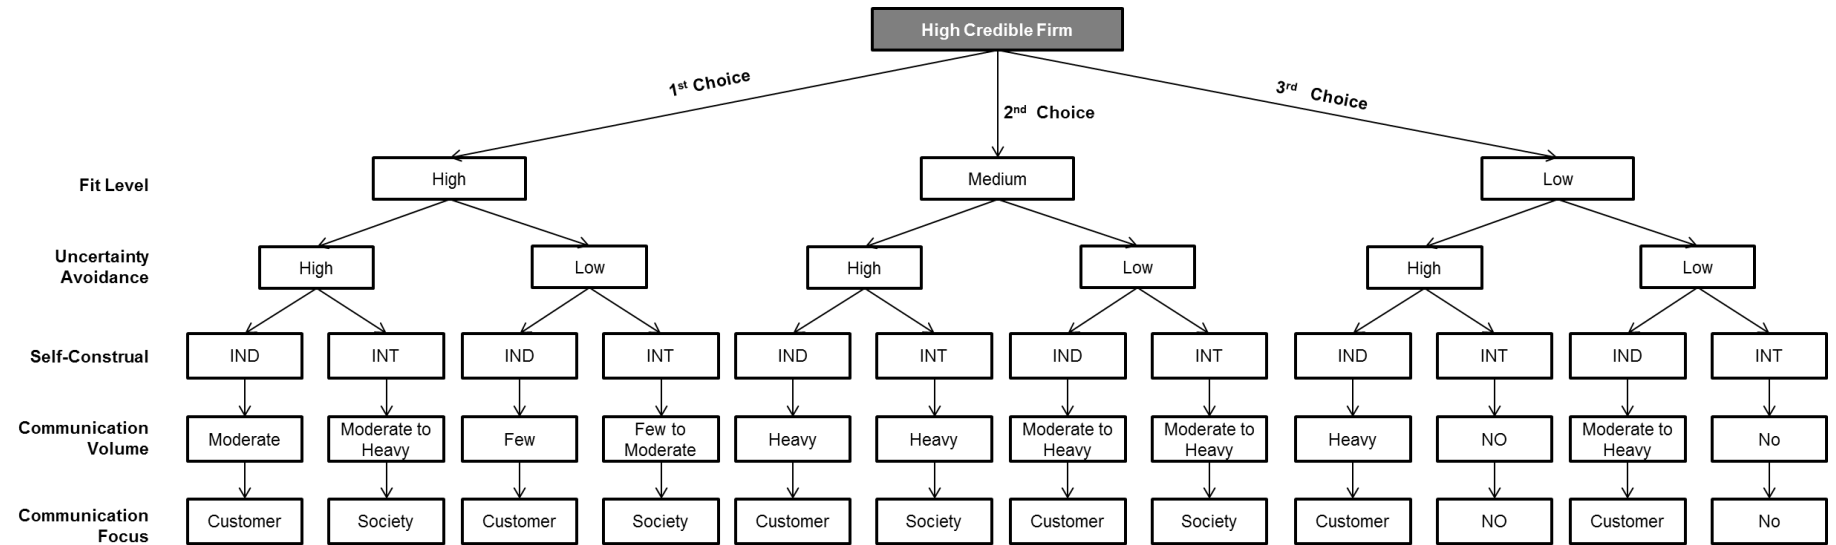 High Credible Firm
1st Choice
2nd Choice
3rd Choice
Fit Level
High
Medium
Low
Uncertainty
Avoidance
High
Low
High
Low
High
Low
Self-Construal
IND
INT
IND
INT
IND
INT
IND
INT
IND
INT
IND
INT
Communication
Volume
Moderate
Moderate to
Heavy
Few
Few to
Moderate
Heavy
Heavy
Moderate to
Heavy
Moderate to
Heavy
Heavy
NO
Moderate to
Heavy
No
Communication
Focus
Customer
Society
Customer
Society
Customer
Society
Customer
Society
Customer
NO
Customer
No